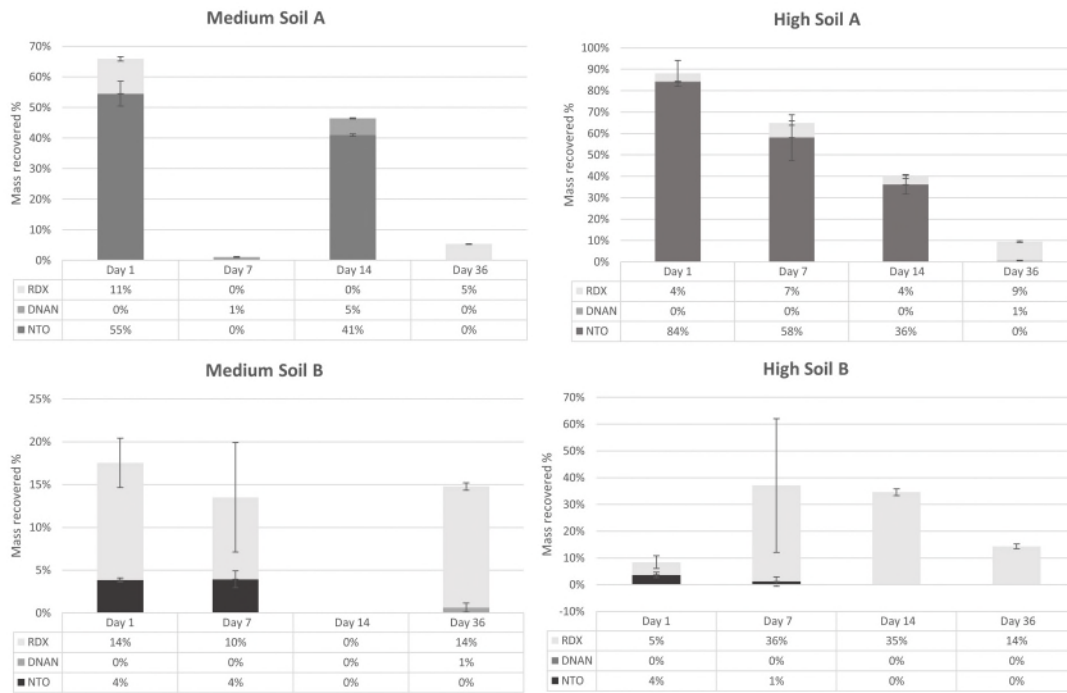 Medium Soil A
Mass recovered %
70%
60%
50%
40%
30%
20%
10%
0%
Day 1 Day 7 Day 14 Day 36
RDX 11% 0% 0% 5%
DNAN 0% 1% 5% 0%
NTO 55% 0% 41% 0%
High Soil A
Mass recovered %
100%
90%
80%
70%
60%
50%
40%
30%
20%
10%
0%
Day 1 Day 7 Day 14 Day 36
RDX 4% 7% 4% 9%
DNAN 0% 0% 0% 1%
NTO 84% 58% 36% 0%
Medium Soil B
Mass recovered %
25%
20%
15%
10%
5%
0%
Day 1 Day 7 Day 14 Day 36
RDX 14% 10% 0% 14%
DNAN 0% 0% 0% 1%
NTO 4% 4% 0% 0%
High Soil B
Mass recovered %
70%
60%
50%
40%
30%
20%
10%
0%
-10%
Day 1 Day 7 Day 14 Day 36
RDX 5% 36% 35% 14%
DNAN 0% 0% 0% 0%
NTO 4% 1% 0% 0%